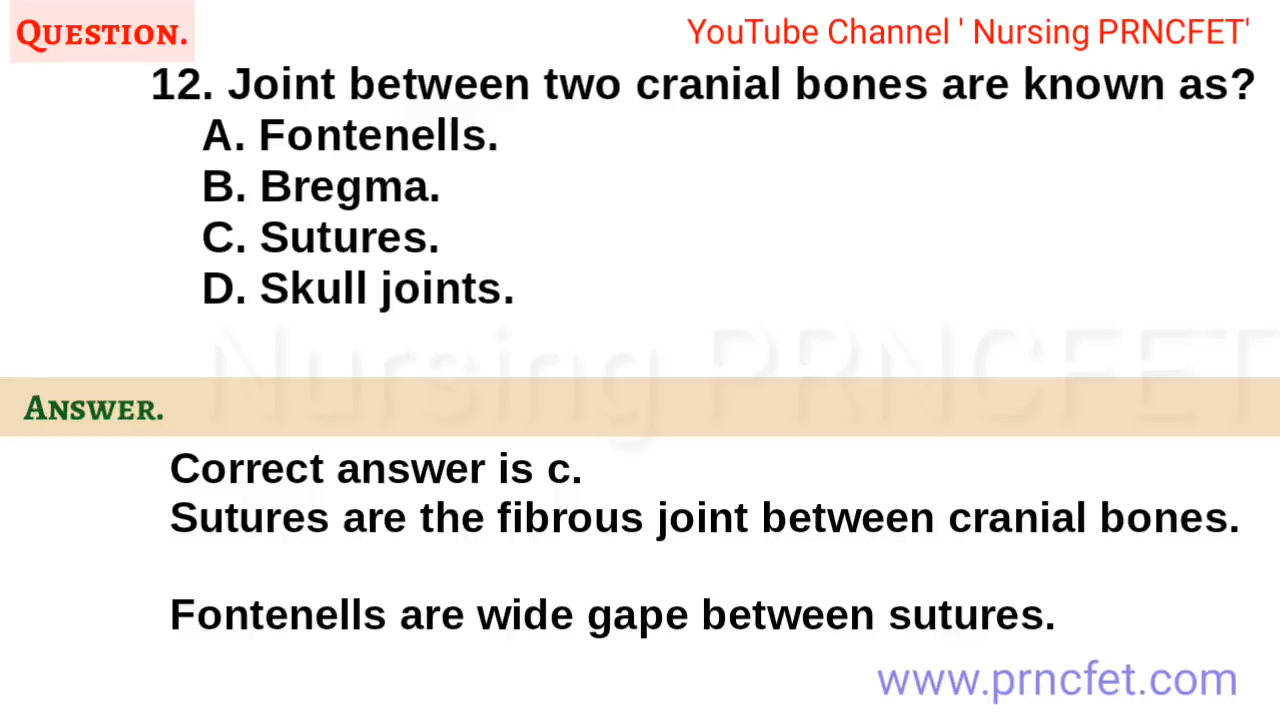 QUESTION.
YouTube Channel ' Nursing PRNCFET'
12. Joint between two cranial bones are known as?
A. Fontenells.
B. Bregma.
C. Sutures.
D. Skull joints.
Nursing PRNCFET
ANSWER.
Correct answer is c.
Sutures are the fibrous joint between cranial bones.
Fontenells are wide gape between sutures.
www.prncfet.com